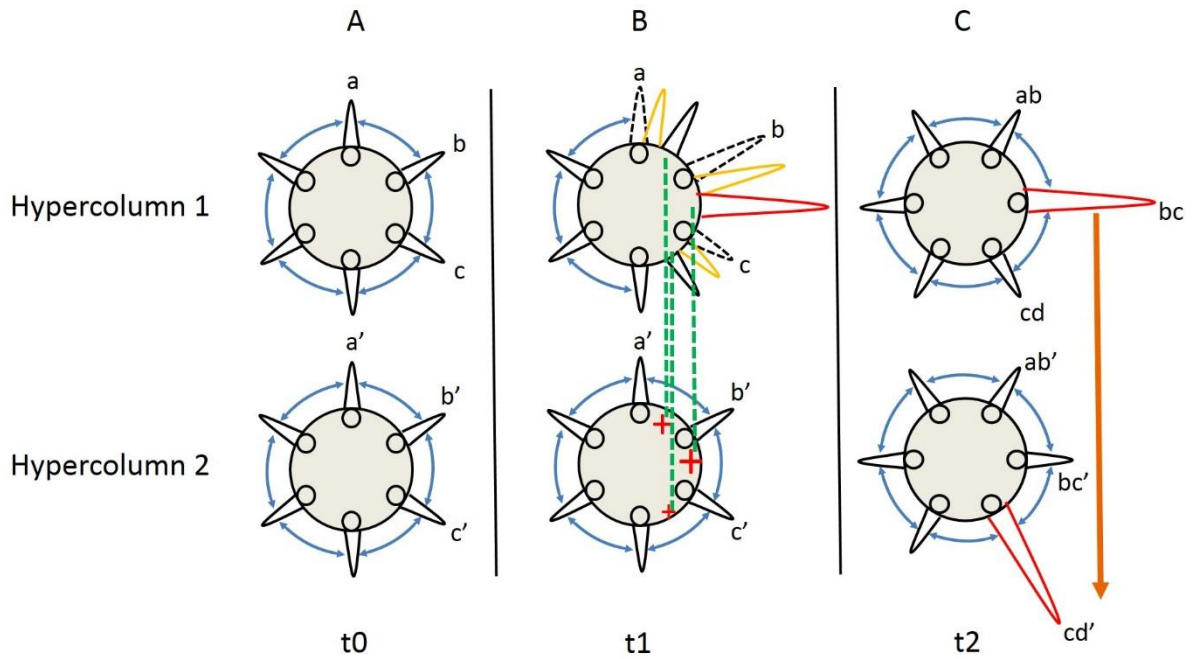 A
B
C
a
b
c
a
b
c
ab
bc
cd
Hypercolumn 1
a’
b’
c’
a’
b’
c’
ab’
bc’
cd’
Hypercolumn 2
t0
t1
t2